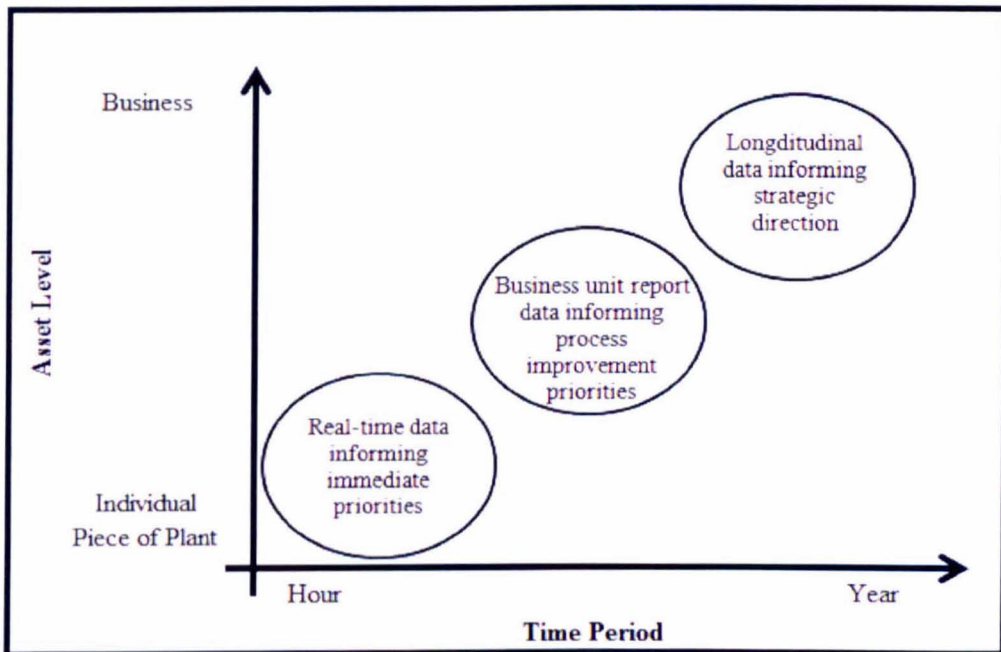 Business
Longditudinal
data informing
strategic
direction
Business unit report
data informing
process
improvement
priorities
Asset Level
Real-time data
informing
immediate
priorities
Individual
Piece of Plant
Hour
Year
Time Period